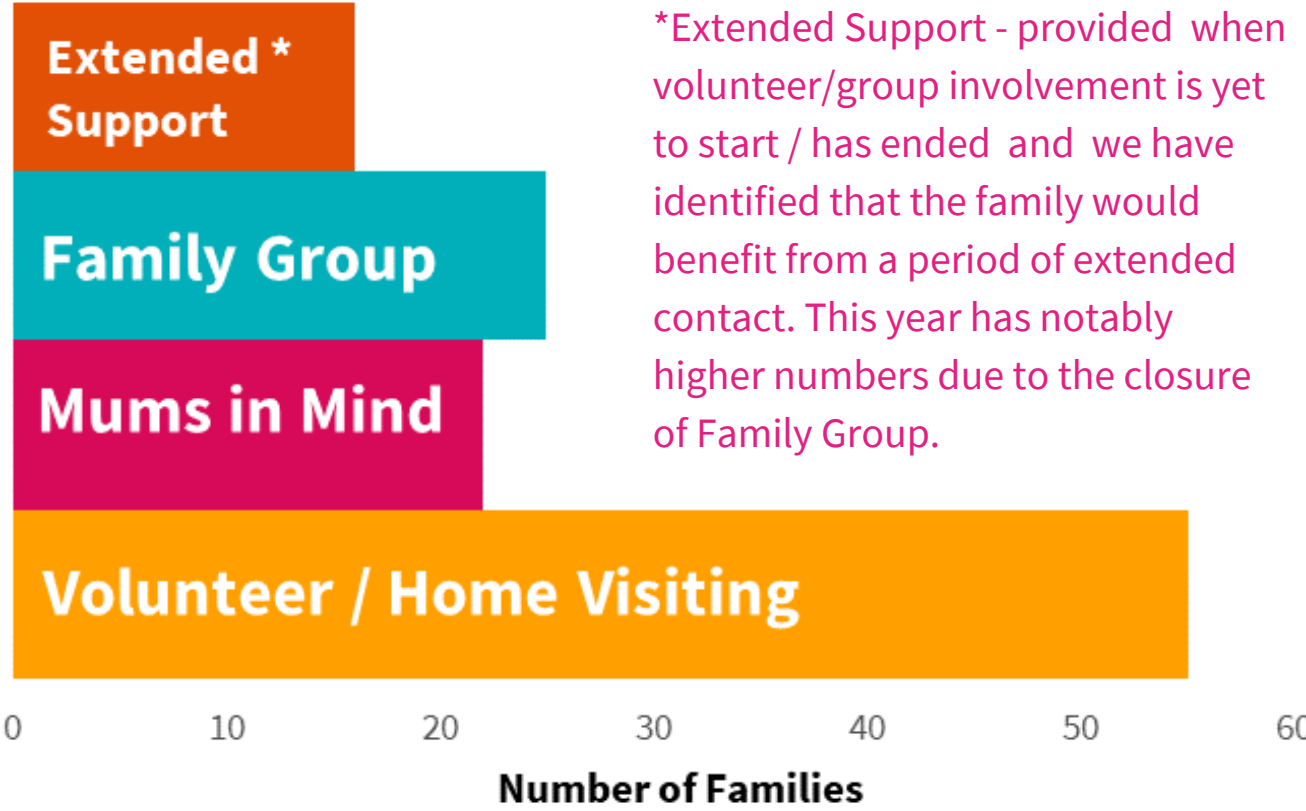 Extended *
Support
Family Group
Mums in Mind
Volunteer / Home Visiting
*Extended Support - provided when
volunteer/group involvement is yet
to start / has ended and we have
identified that the family would
benefit from a period of extended
contact. This year has notably
higher numbers due to the closure
of Family Group.
0 10 20 30 40 50 60
Number of Families